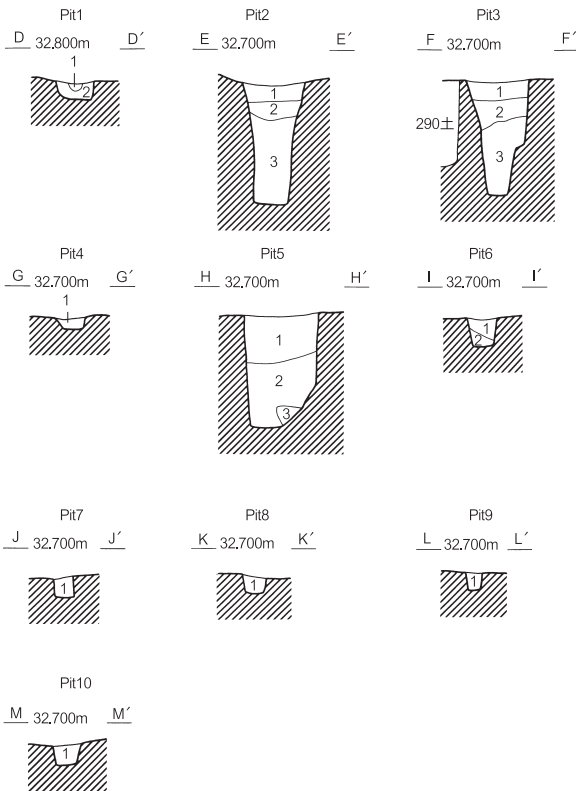 Pit1
D 32.800m D′
1
2
Pit2
E 32.700m E′
1
2
3
Pit3
F 32.700m F′
1
290±
2
3
Pit4
G 32.700m G′
1
Pit5
H 32.700m H′
1
2
3
Pit6
I 32.700m I′
1
2
Pit7
J 32.700m J′
1
Pit8
K 32.700m K′
1
Pit9
L 32.700m L′
1
Pit10
M 32.700m M′
1